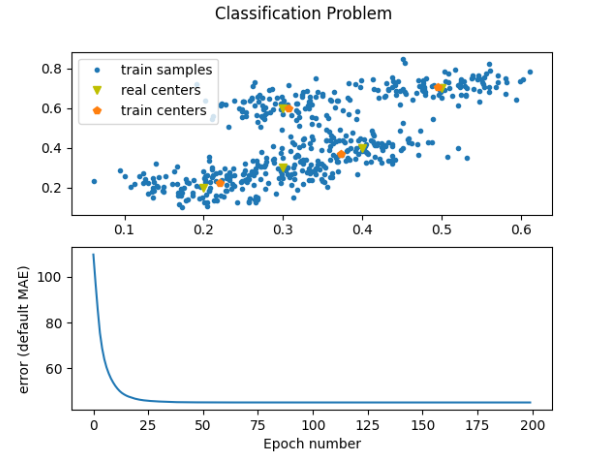 Classification Problem
0.8
0.6
0.4
0.2
train samples
real centers
train centers
0.1 0.2 0.3 0.4 0.5 0.6
error (default MAE)
100
80
60
0 25 50 75 100 125 150 175 200
Epoch number